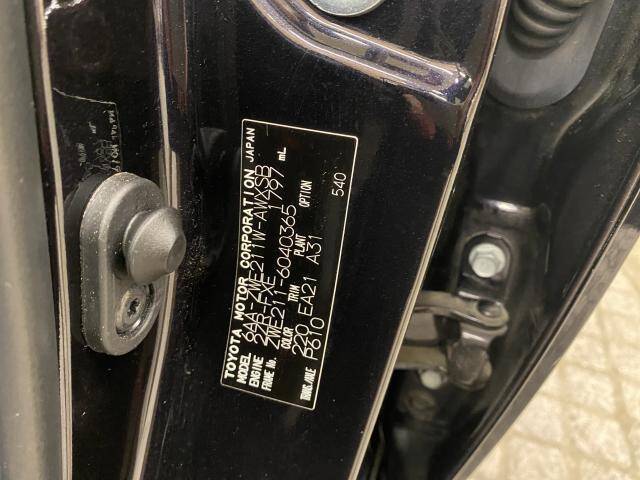 TOYOTA MOTOR CORPORATION JAPAN
MODEL 6AA-ZWE211W-AWXSB
ENGINE 2ZR-FXE 1797 mL
FRAME No. ZWE211-6040365
COLOR TRIM PLANT OPTION
220 EA21 A31 540
TRANS./AXLE P610